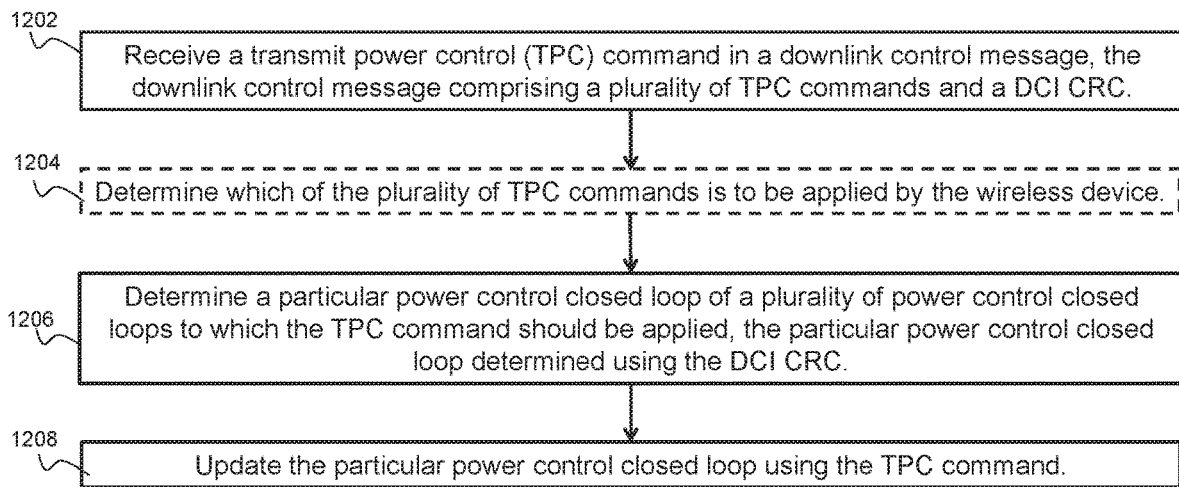 1202
Receive a transmit power control (TPC) command in a downlink control message, the
downlink control message comprising a plurality of TPC commands and a DCI CRC.
1204
Determine which of the plurality of TPC commands is to be applied by the wireless device.
1206
Determine a particular power control closed loop of a plurality of power control closed
loops to which the TPC command should be applied, the particular power control closed
loop determined using the DCI CRC.
1208
Update the particular power control closed loop using the TPC command.